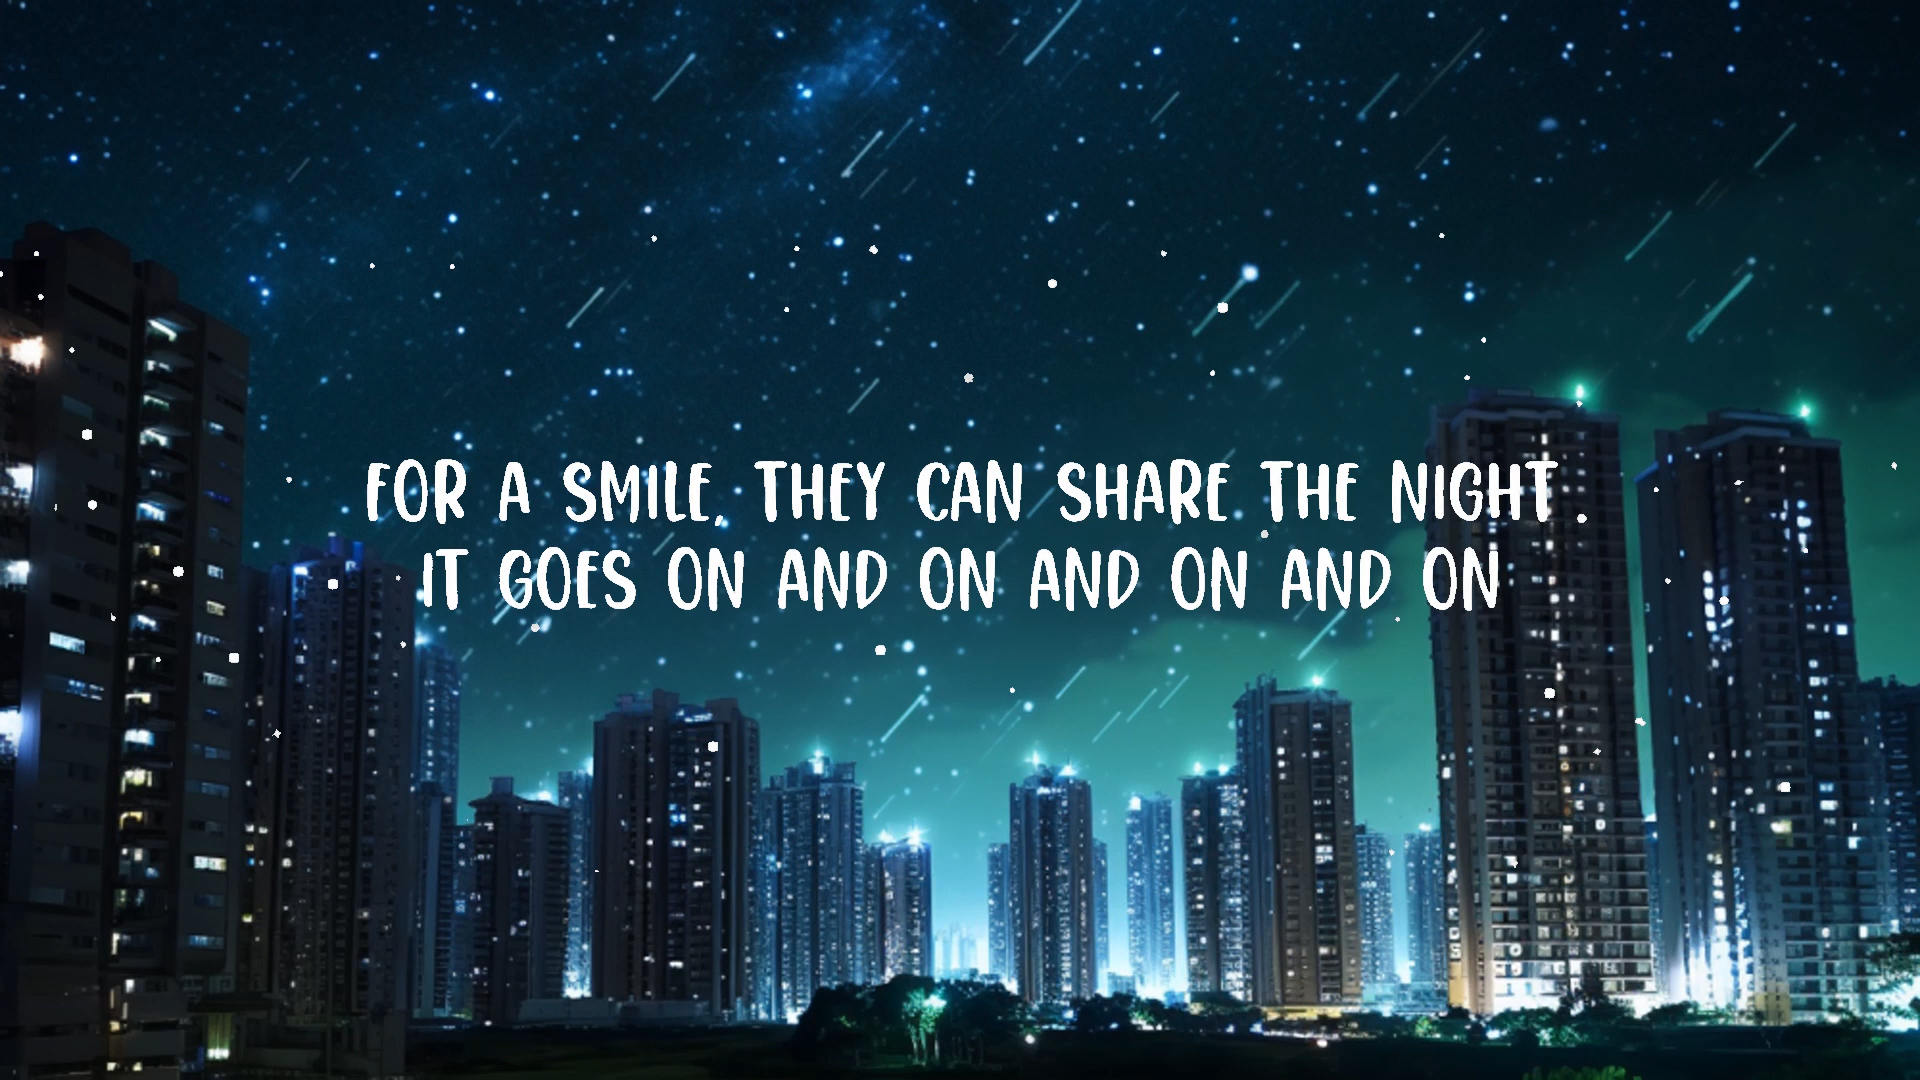 FOR A SMILE, THEY CAN SHARE THE NIGHT
IT GOES ON AND ON AND ON AND ON